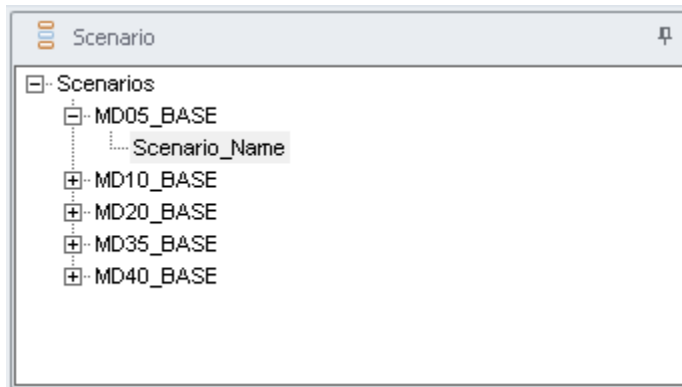 Scenario
Scenarios
MD05_BASE
Scenario_Name
MD10_BASE
MD20_BASE
MD35_BASE
MD40_BASE